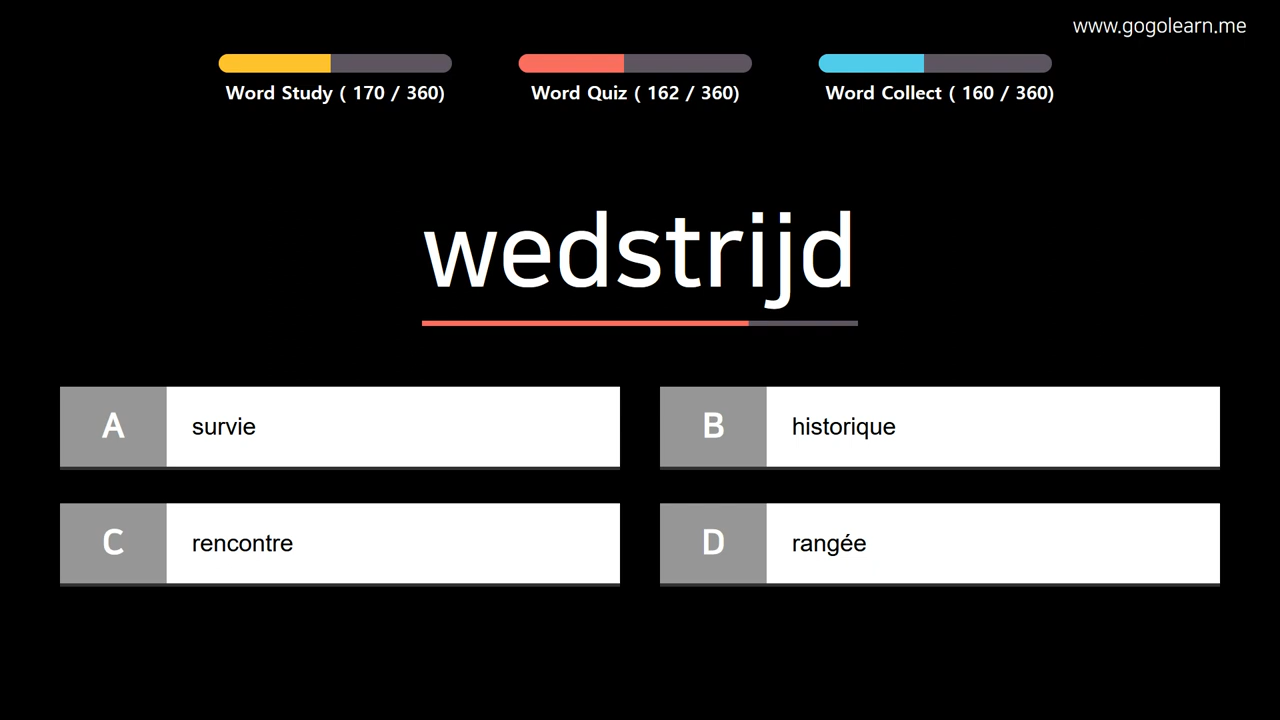 www.gogolearn.me
Word Study ( 170 / 360)
Word Quiz ( 162 / 360)
Word Collect ( 160 / 360)
wedstrijd
A survie
B historique
C rencontre
D rangée